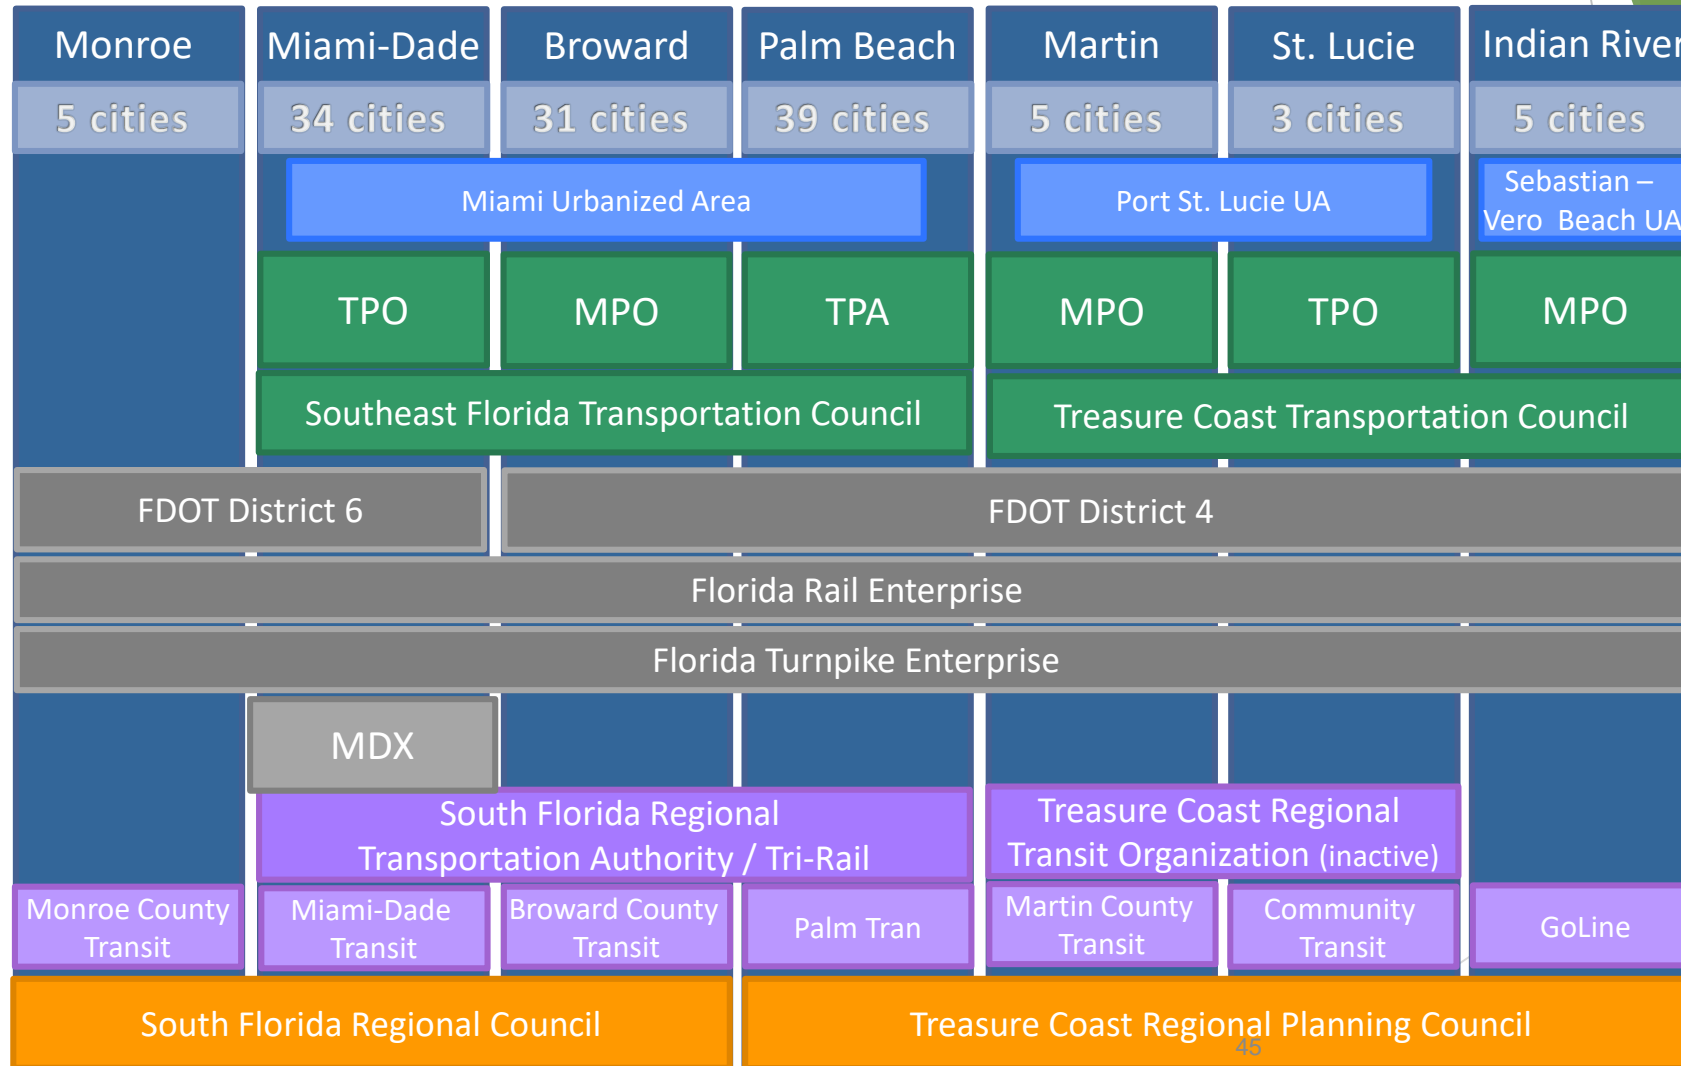 Monroe
Miami-Dade
Broward
Palm Beach
Martin
St. Lucie
Indian River
5 cities
34 cities
31 cities
39 cities
5 cities
3 cities
5 cities
Miami Urbanized Area
Port St. Lucie UA
Sebastian –
Vero Beach UA
TPO
MPO
TPA
MPO
TPO
MPO
Southeast Florida Transportation Council
Treasure Coast Transportation Council
FDOT District 6
FDOT District 4
Florida Rail Enterprise
Florida Turnpike Enterprise
MDX
South Florida Regional
Transportation Authority / Tri-Rail
Treasure Coast Regional
Transit Organization (inactive)
Monroe County
Transit
Miami-Dade
Transit
Broward County
Transit
Palm Tran
Martin County
Transit
Community
Transit
GoLine
South Florida Regional Council
Treasure Coast Regional Planning Council
45